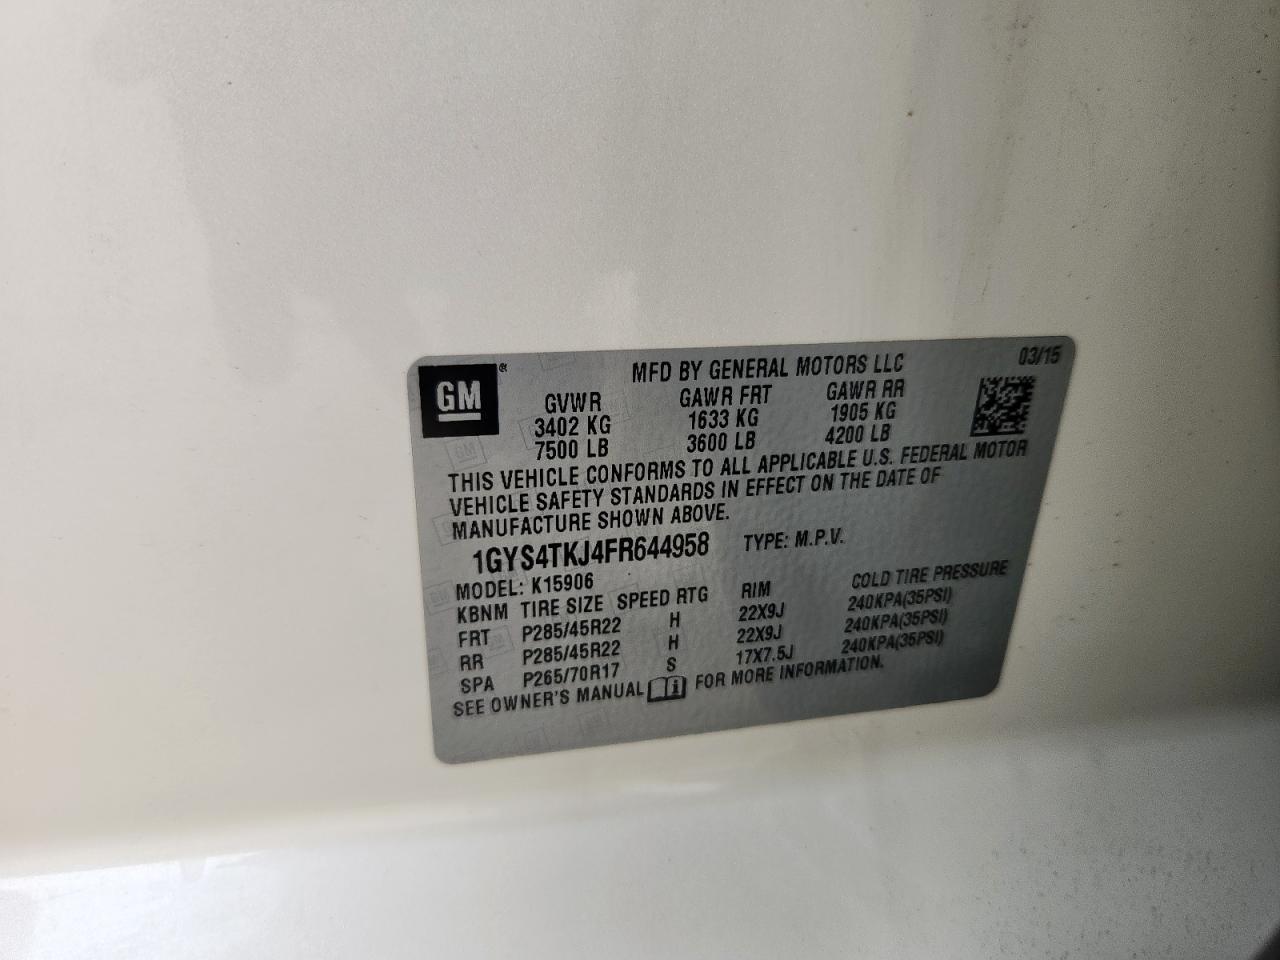 GM
MFD BY GENERAL MOTORS LLC 03/15
GVWR GAWR FRT GAWR RR
3402 KG 1633 KG 1905 KG
7500 LB 3600 LB 4200 LB
THIS VEHICLE CONFORMS TO ALL APPLICABLE U.S. FEDERAL MOTOR
VEHICLE SAFETY STANDARDS IN EFFECT ON THE DATE OF
MANUFACTURE SHOWN ABOVE.
1GYS4TKJ4FR644958 TYPE: M.P.V.
MODEL: K15906
KBNM TIRE SIZE SPEED RTG RIM COLD TIRE PRESSURE
FRT P285/45R22 H 22X9J 240KPA(35PSI)
RR P285/45R22 H 22X9J 240KPA(35PSI)
SPA P265/70R17 S 17X7.5J 240KPA(35PSI)
SEE OWNER'S MANUAL FOR MORE INFORMATION.